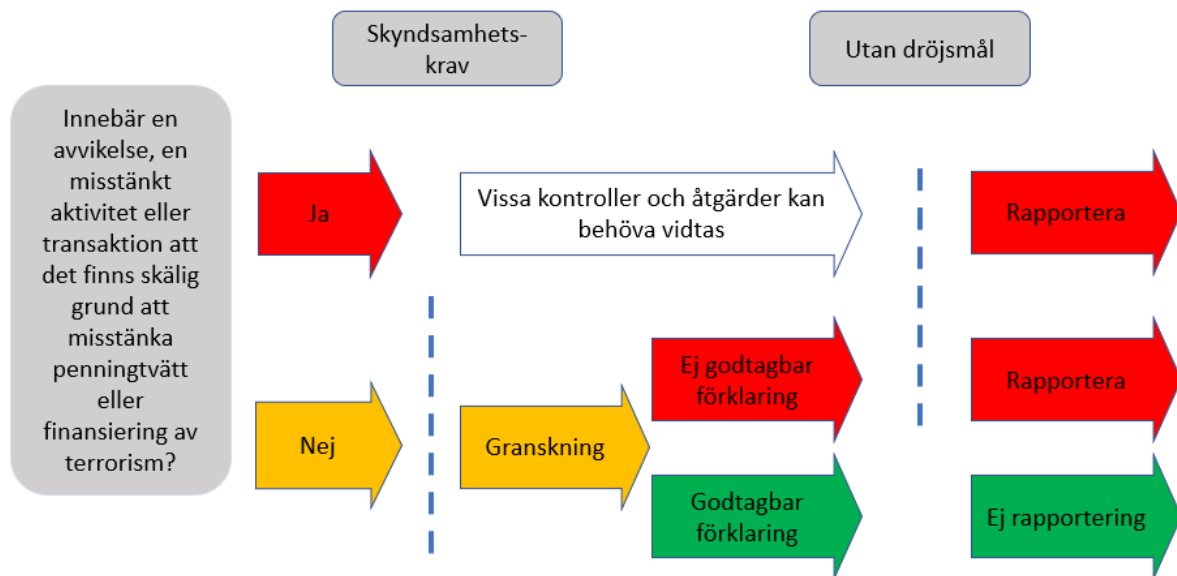 Skyndsamhets-
krav
Utan dröjsmål
Innebär en
avvikelse, en
misstänkt
aktivitet eller
transaktion att
det finns skälig
grund att
misstänka
penningtvätt
eller
finansiering av
terrorism?
Ja
Vissa kontroller och åtgärder kan
behöva vidtas
Rapportera
Nej
Granskning
Ej godtagbar
förklaring
Rapportera
Godtagbar
förklaring
Ej rapportering